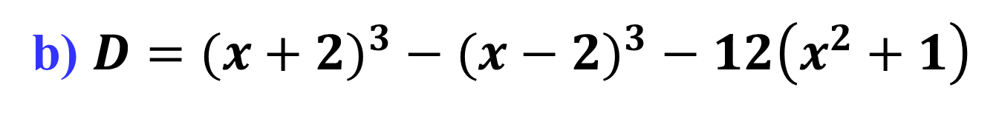 b) D = (x + 2)³ − (x − 2)³ − 12(x² + 1)